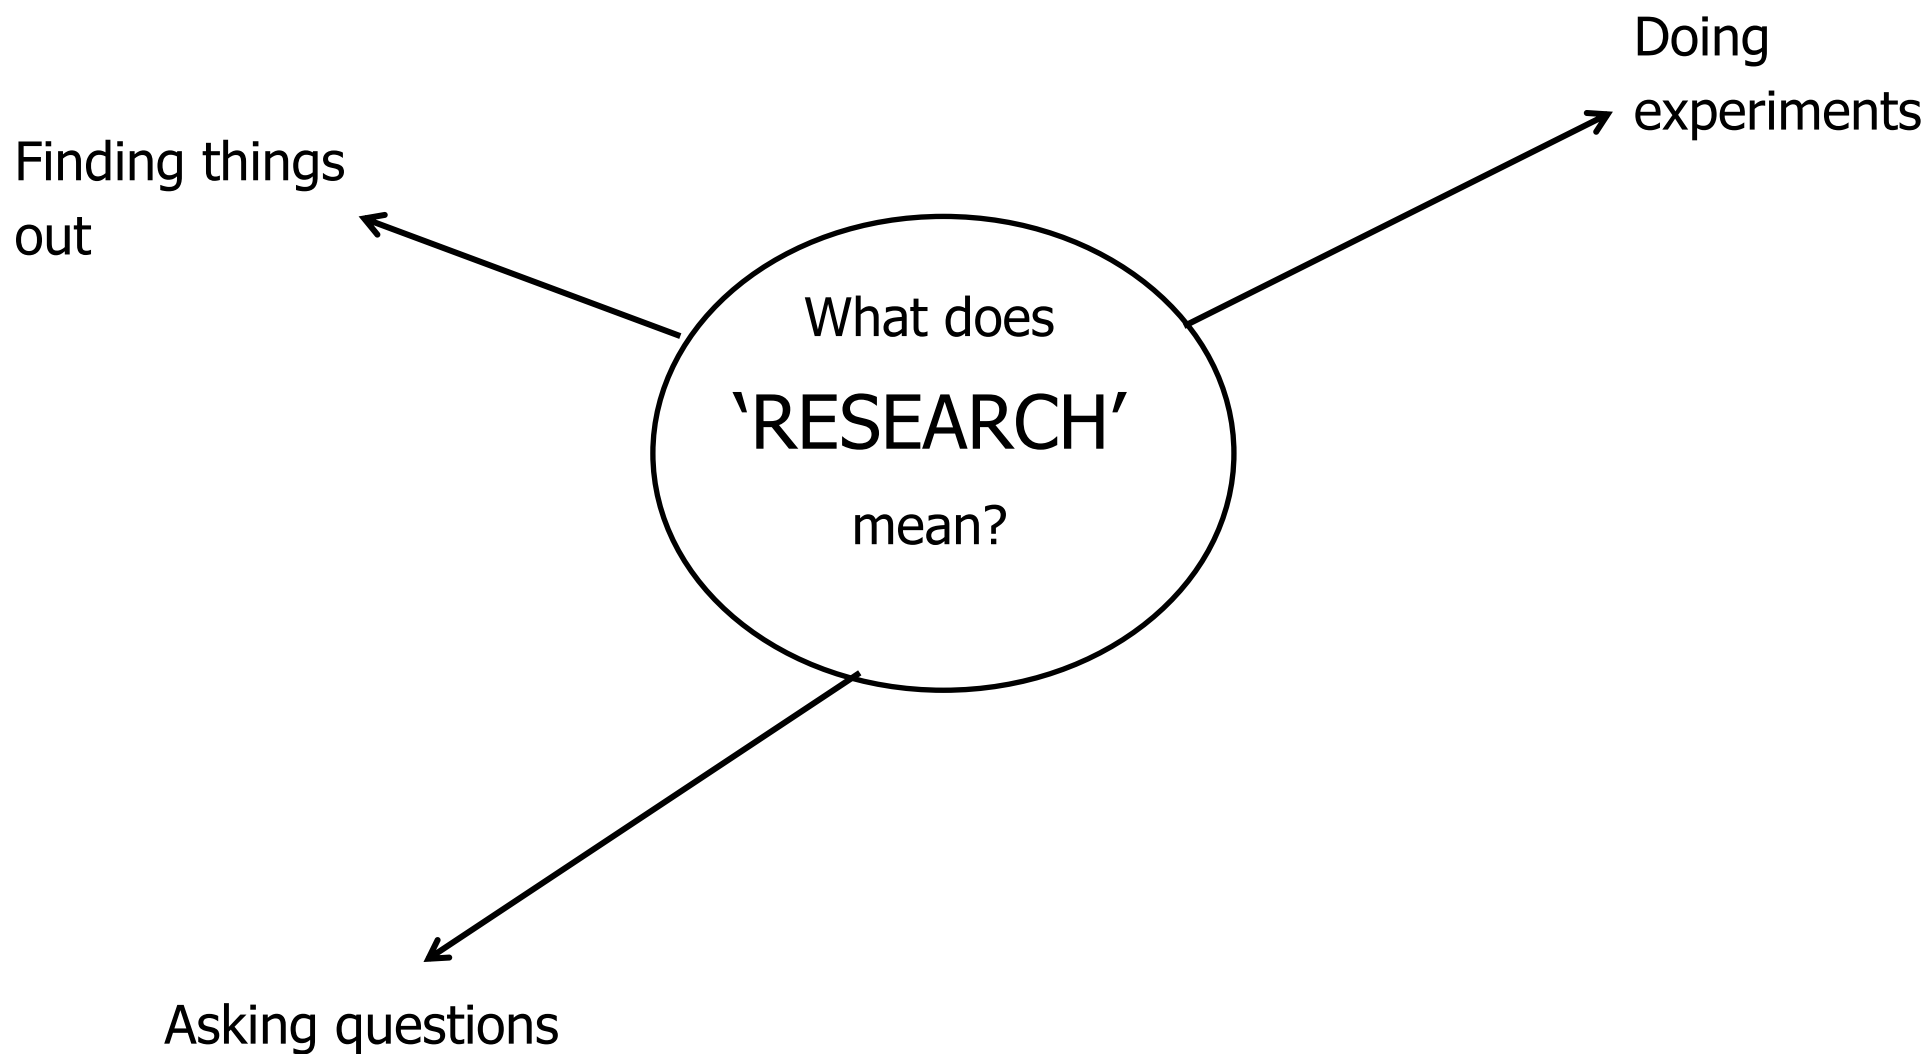 Doing
experiments
Finding things
out
What does
‘RESEARCH’
mean?
Asking questions